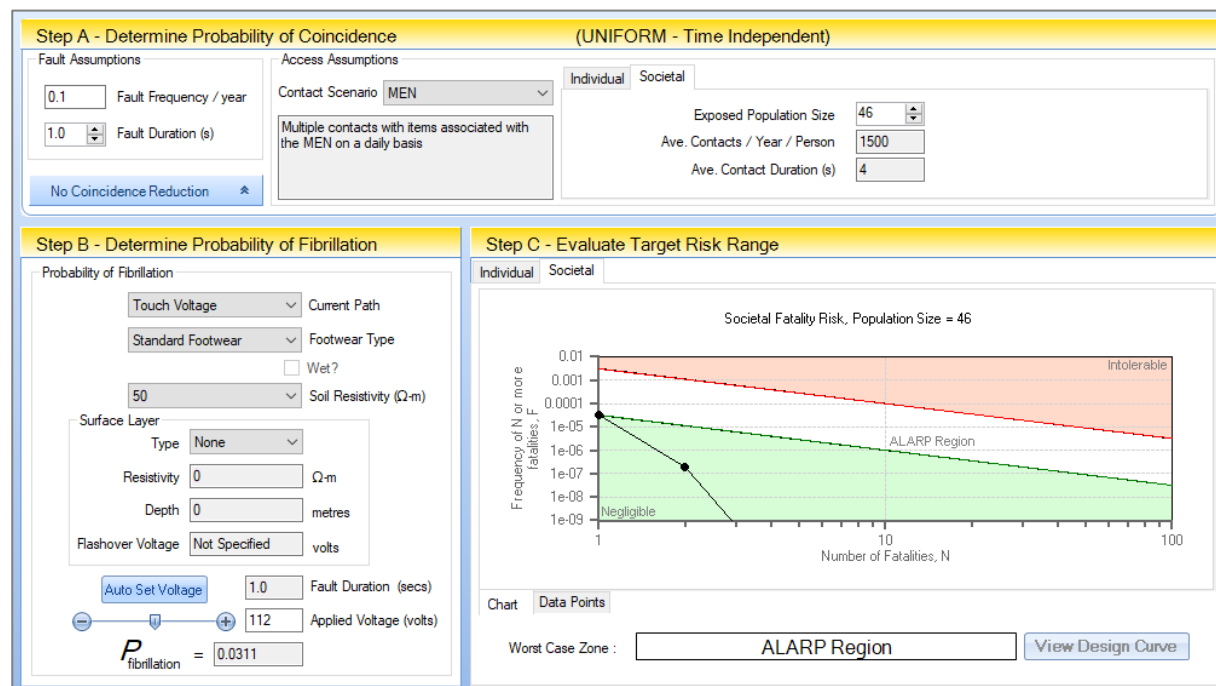 Step A - Determine Probability of Coincidence (UNIFORM - Time Independent)
Fault Assumptions
0.1 Fault Frequency / year
1.0 Fault Duration (s)
No Coincidence Reduction
Access Assumptions
Contact Scenario MEN
Multiple contacts with items associated with
the MEN on a daily basis
Individual Societal
Exposed Population Size 46
Ave. Contacts / Year / Person 1500
Ave. Contact Duration (s) 4
Step B - Determine Probability of Fibrillation
Probability of Fibrillation
Touch Voltage Current Path
Standard Footwear Footwear Type
Wet?
50 Soil Resistivity (Ω-m)
Surface Layer
Type None
Resistivity 0 Ω-m
Depth 0 metres
Flashover Voltage Not Specified volts
Auto Set Voltage 1.0 Fault Duration (secs)
112 Applied Voltage (volts)
P fibrillation = 0.0311
Step C - Evaluate Target Risk Range
Individual Societal
Societal Fatality Risk, Population Size = 46
Frequency of N or more
fatalities, F
0.01
0.001
0.0001
1e-05
1e-06
1e-07
1e-08
1e-09
Intolerable
ALARP Region
Negligible
1 10 100
Number of Fatalities, N
Chart Data Points
Worst Case Zone : ALARP Region View Design Curve